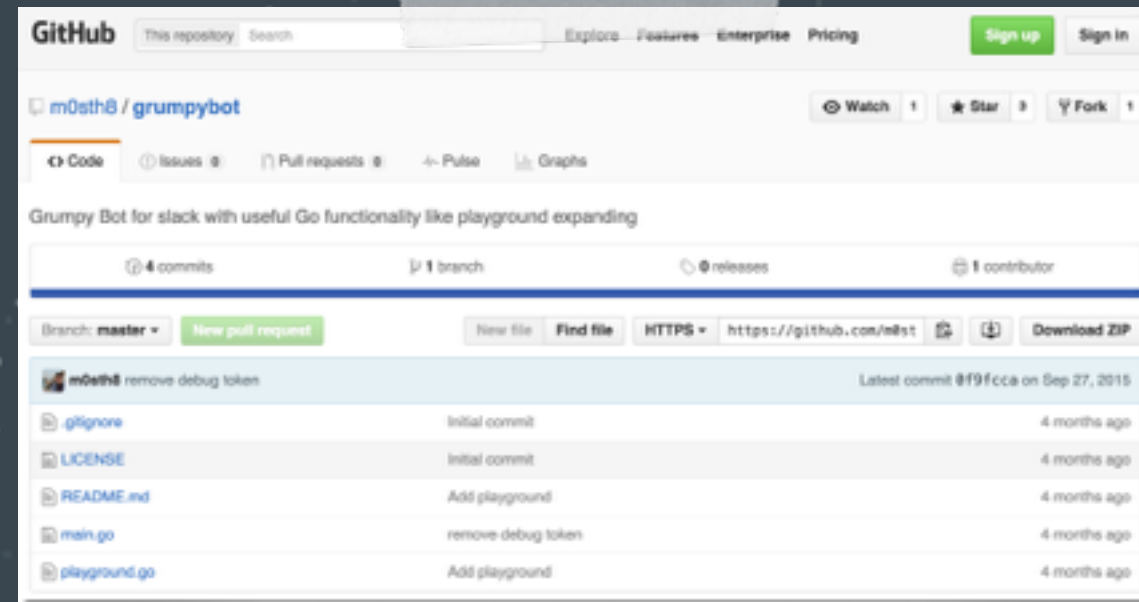 GitHub This repository Search Explore Features Enterprise Pricing Sign up Sign in
m0sth8 / grumpybot Watch 1 Star 3 Fork 1
Code Issues 0 Pull requests 0 Pulse Graphs
Grumpy Bot for slack with useful Go functionality like playground expanding
4 commits 1 branch 0 releases 1 contributor
Branch: master New pull request New file Find file HTTPS https://github.com/m0st Download ZIP
m0sth8 remove debug token Latest commit 0f9fcca on Sep 27, 2015
.gitignore Initial commit 4 months ago
LICENSE Initial commit 4 months ago
README.md Add playground 4 months ago
main.go remove debug token 4 months ago
playground.go Add playground 4 months ago